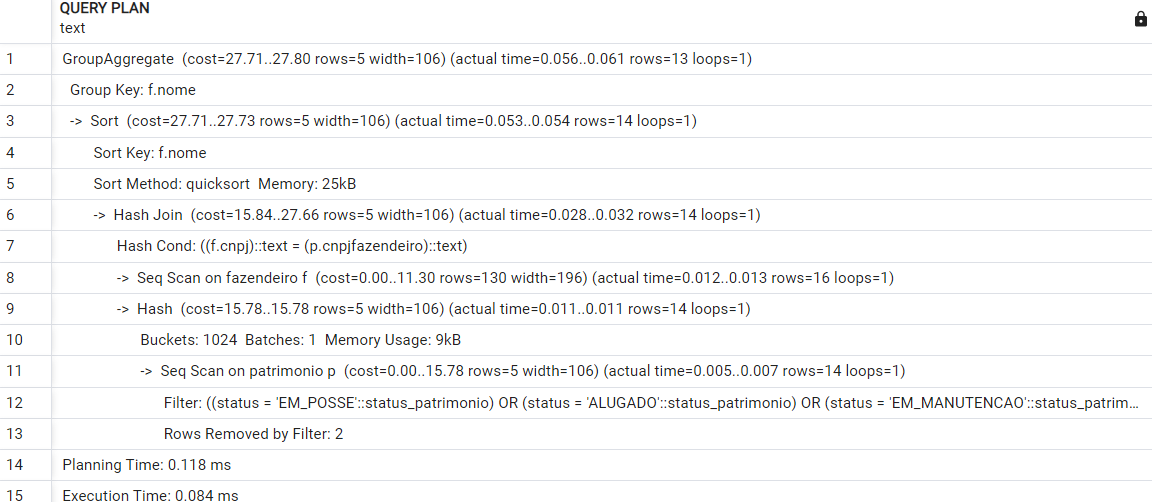 QUERY PLAN
text
1 GroupAggregate (cost=27.71..27.80 rows=5 width=106) (actual time=0.056..0.061 rows=13 loops=1)
2 Group Key: f.nome
3 -> Sort (cost=27.71..27.73 rows=5 width=106) (actual time=0.053..0.054 rows=14 loops=1)
4 Sort Key: f.nome
5 Sort Method: quicksort Memory: 25kB
6 -> Hash Join (cost=15.84..27.66 rows=5 width=106) (actual time=0.028..0.032 rows=14 loops=1)
7 Hash Cond: ((f.cnpj)::text = (p.cnpjfazendeiro)::text)
8 -> Seq Scan on fazendeiro f (cost=0.00..11.30 rows=130 width=196) (actual time=0.012..0.013 rows=16 loops=1)
9 -> Hash (cost=15.78..15.78 rows=5 width=106) (actual time=0.011..0.011 rows=14 loops=1)
10 Buckets: 1024 Batches: 1 Memory Usage: 9kB
11 -> Seq Scan on patrimonio p (cost=0.00..15.78 rows=5 width=106) (actual time=0.005..0.007 rows=14 loops=1)
12 Filter: ((status = 'EM_POSSE'::status_patrimonio) OR (status = 'ALUGADO'::status_patrimonio) OR (status = 'EM_MANUTENCAO'::status_patrim...
13 Rows Removed by Filter: 2
14 Planning Time: 0.118 ms
15 Execution Time: 0.084 ms